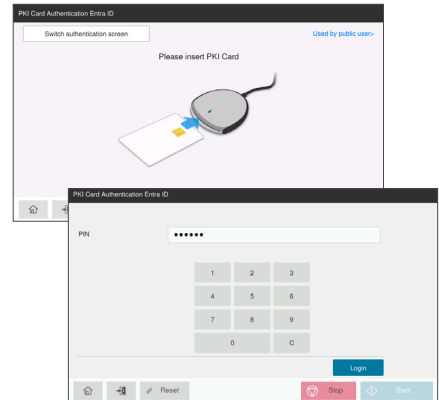 PKI Card Authentication Entra ID
Switch authentication screen
Used by public user>
Please insert PKI Card
PKI Card Authentication Entra ID
PIN
••••••
1 2 3
4 5 6
7 8 9
0 C
Login
Reset
Stop
Start